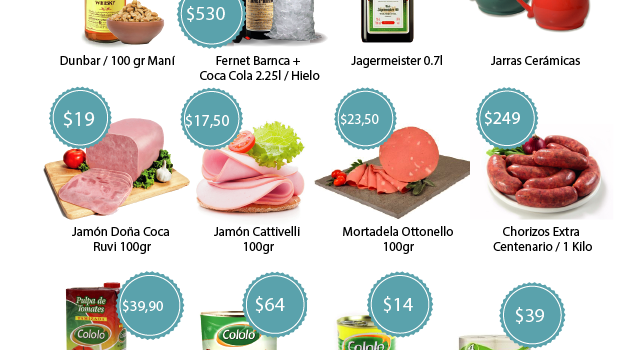 WHISKY
$530
Jägermeister
Dunbar / 100 gr Maní
Fernet Barnca +
Coca Cola 2.25l / Hielo
Jagermeister 0.7l
Jarras Cerámicas
$19
$17,50
$23,50
$249
Jamón Doña Coca
Ruvi 100gr
Jamón Cattivelli
100gr
Mortadela Ottonello
100gr
Chorizos Extra
Centenario / 1 Kilo
Pulpa de
Tomates
Cololó
$39,90
Cololó
$64
Cololó
$14
$39